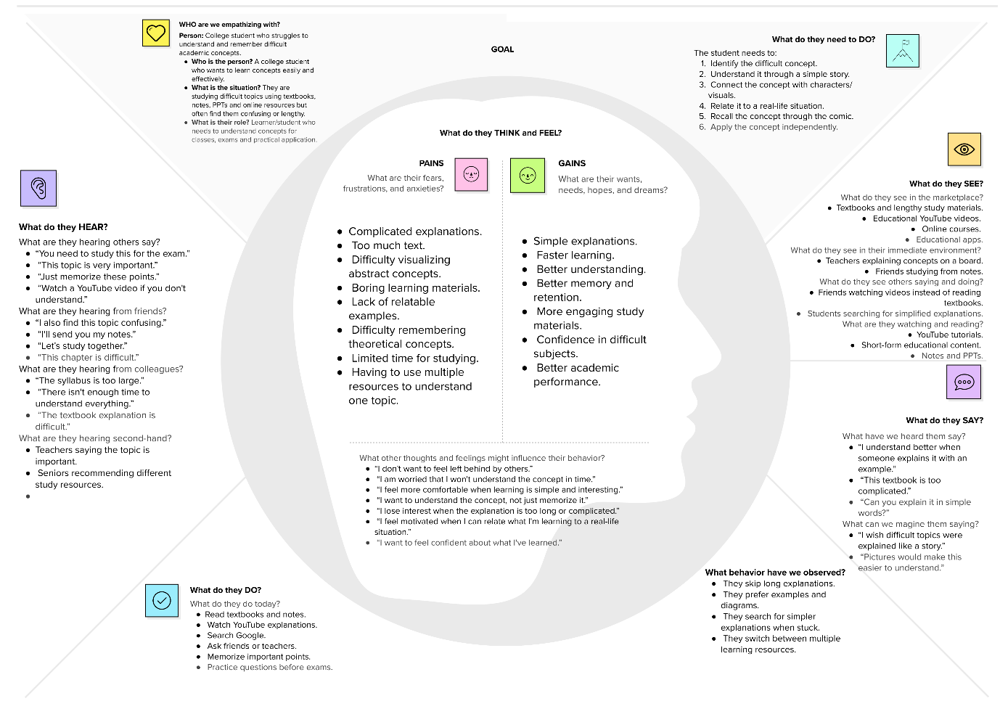 WHO are we empathizing with?
Person: College student who struggles to
understand and remember difficult
academic concepts.
● Who is the person? A college student
who wants to learn concepts easily and
effectively.
● What is the situation? They are
studying difficult topics using textbooks,
notes, PPTs and online resources but
often find them confusing or lengthy.
● What is their role? Learner/student who
needs to understand concepts for
classes, exams and practical application.
GOAL
What do they need to DO?
The student needs to:
1. Identify the difficult concept.
2. Understand it through a simple story.
3. Connect the concept with characters/
visuals.
4. Relate it to a real-life situation.
5. Recall the concept through the comic.
6. Apply the concept independently.
What do they SEE?
What do they see in the marketplace?
● Textbooks and lengthy study materials.
● Educational YouTube videos.
● Online courses.
● Educational apps.
What do they see in their immediate environment?
● Teachers explaining concepts on a board.
● Friends studying from notes.
What do they see others saying and doing?
● Friends watching videos instead of reading
textbooks.
● Students searching for simplified explanations.
What are they watching and reading?
● YouTube tutorials.
● Short-form educational content.
● Notes and PPTs.
What do they SAY?
What have we heard them say?
● “I understand better when
someone explains it with an
example.”
● “This textbook is too
complicated.”
● “Can you explain it in simple
words?”
What can we magine them saying?
● “I wish difficult topics were
explained like a story.”
● “Pictures would make this
easier to understand.”
What behavior have we observed?
● They skip long explanations.
● They prefer examples and
diagrams.
● They search for simpler
explanations when stuck.
● They switch between multiple
learning resources.
What do they DO?
What do they do today?
● Read textbooks and notes.
● Watch YouTube explanations.
● Search Google.
● Ask friends or teachers.
● Memorize important points.
● Practice questions before exams.
What do they HEAR?
What are they hearing others say?
● “You need to study this for the exam.”
● “This topic is very important.”
● “Just memorize these points.”
● “Watch a YouTube video if you don't
understand.”
What are they hearing from friends?
● “I also find this topic confusing.”
● “I'll send you my notes.”
● “Let's study together.”
● “This chapter is difficult.”
What are they hearing from colleagues?
● “The syllabus is too large.”
● “There isn't enough time to
understand everything.”
● “The textbook explanation is
difficult.”
What are they hearing second-hand?
● Teachers saying the topic is
important.
● Seniors recommending different
study resources.
●
What do they THINK and FEEL?
PAINS
What are their fears,
frustrations, and anxieties?
● Complicated explanations.
● Too much text.
● Difficulty visualizing
abstract concepts.
● Boring learning materials.
● Lack of relatable
examples.
● Difficulty remembering
theoretical concepts.
● Limited time for studying.
● Having to use multiple
resources to understand
one topic.
GAINS
What are their wants,
needs, hopes, and dreams?
● Simple explanations.
● Faster learning.
● Better understanding.
● Better memory and
retention.
● More engaging study
materials.
● Confidence in difficult
subjects.
● Better academic
performance.
What other thoughts and feelings might influence their behavior?
● “I don't want to feel left behind by others.”
● “I am worried that I won't understand the concept in time.”
● “I feel more comfortable when learning is simple and interesting.”
● “I want to understand the concept, not just memorize it.”
● “I lose interest when the explanation is too long or complicated.”
● “I feel motivated when I can relate what I'm learning to a real-life
situation.”
● “I want to feel confident about what I've learned.”